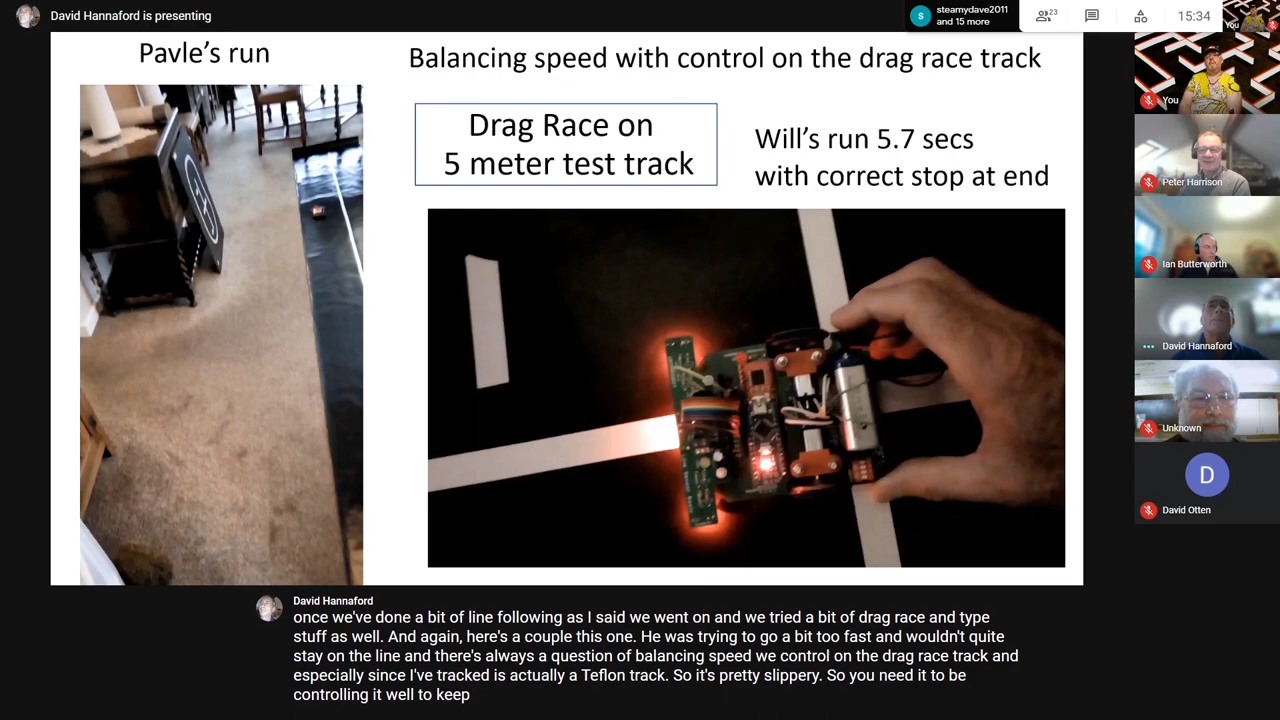 David Hannaford is presenting
S
steamydave2011
and 15 more
23
15:34
You
Pavle's run
Balancing speed with control on the drag race track
Drag Race on
5 meter test track
Will's run 5.7 secs
with correct stop at end
You
Peter Harrison
Ian Butterworth
David Hannaford
Unknown
D
David Otten
David Hannaford
once we've done a bit of line following as I said we went on and we tried a bit of drag race and type
stuff as well. And again, here's a couple this one. He was trying to go a bit too fast and wouldn't quite
stay on the line and there's always a question of balancing speed we control on the drag race track and
especially since I've tracked is actually a Teflon track. So it's pretty slippery. So you need it to be
controlling it well to keep